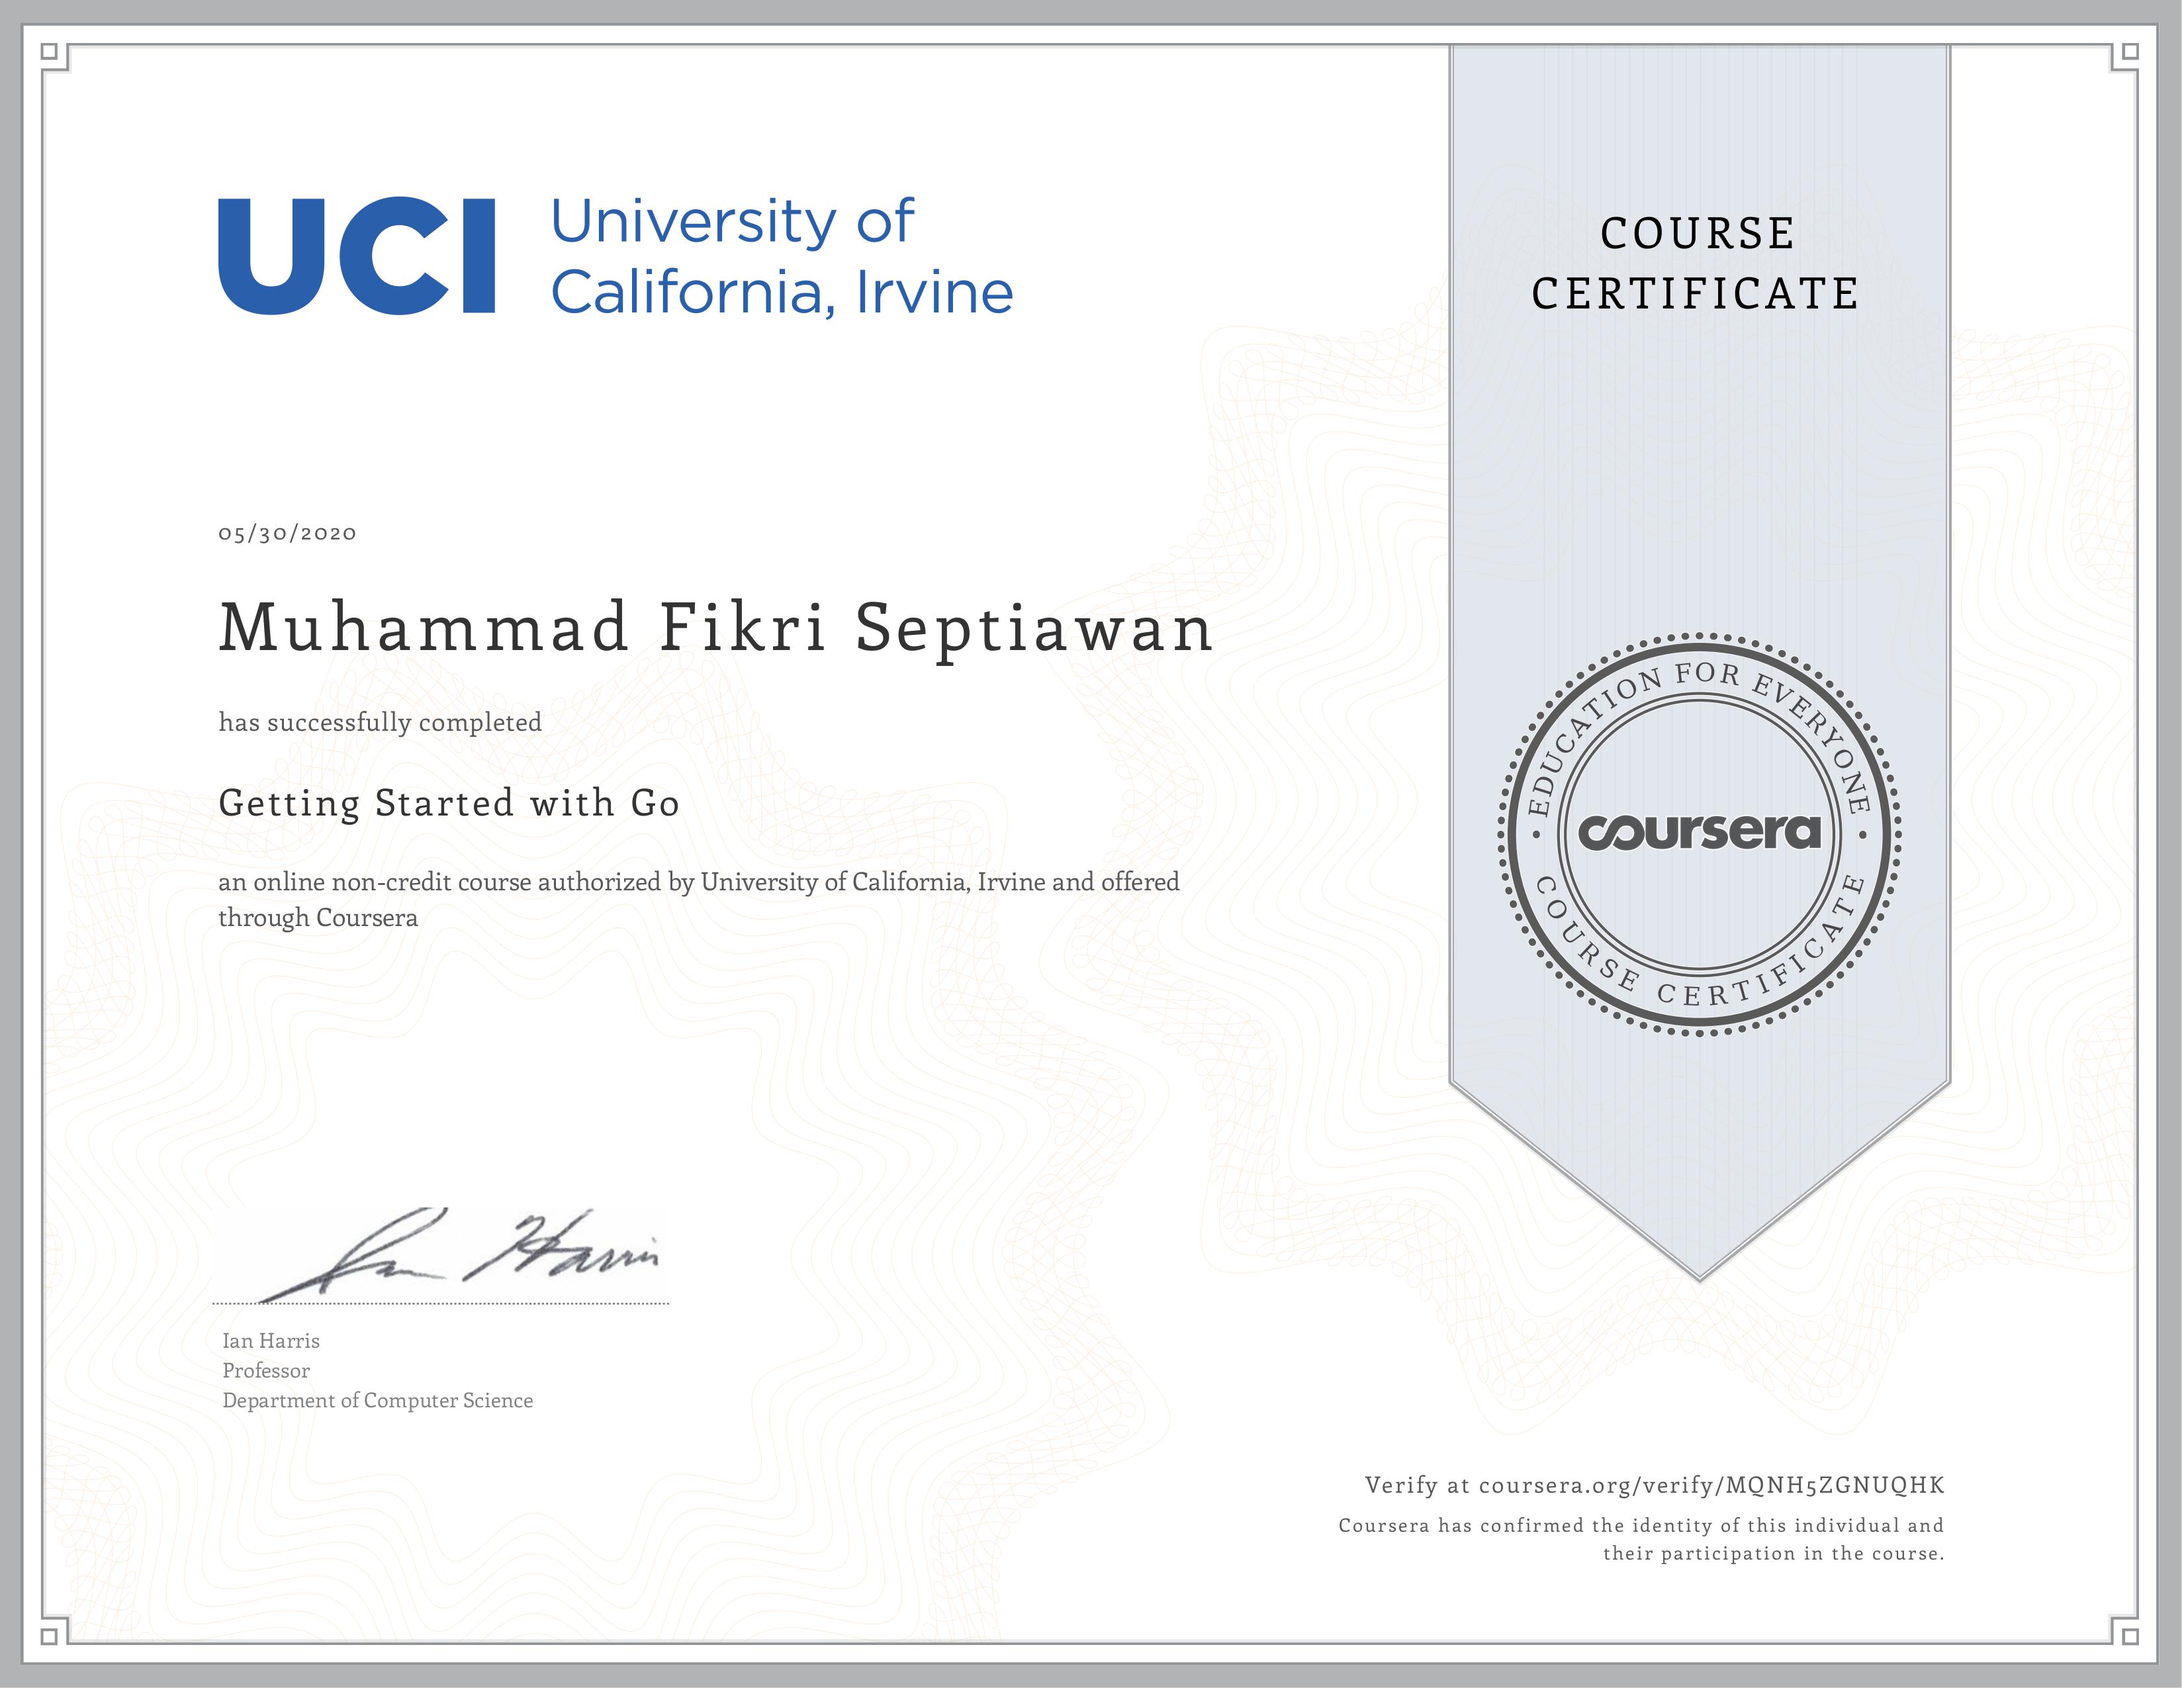 UCI University of
California, Irvine
COURSE
CERTIFICATE
05/30/2020
Muhammad Fikri Septiawan
has successfully completed
Getting Started with Go
an online non-credit course authorized by University of California, Irvine and offered
through Coursera
EDUCATION FOR EVERYONE
coursera
COURSE CERTIFICATE
Ian Harris
Ian Harris
Professor
Department of Computer Science
Verify at coursera.org/verify/MQNH5ZGNUQHK
Coursera has confirmed the identity of this individual and
their participation in the course.